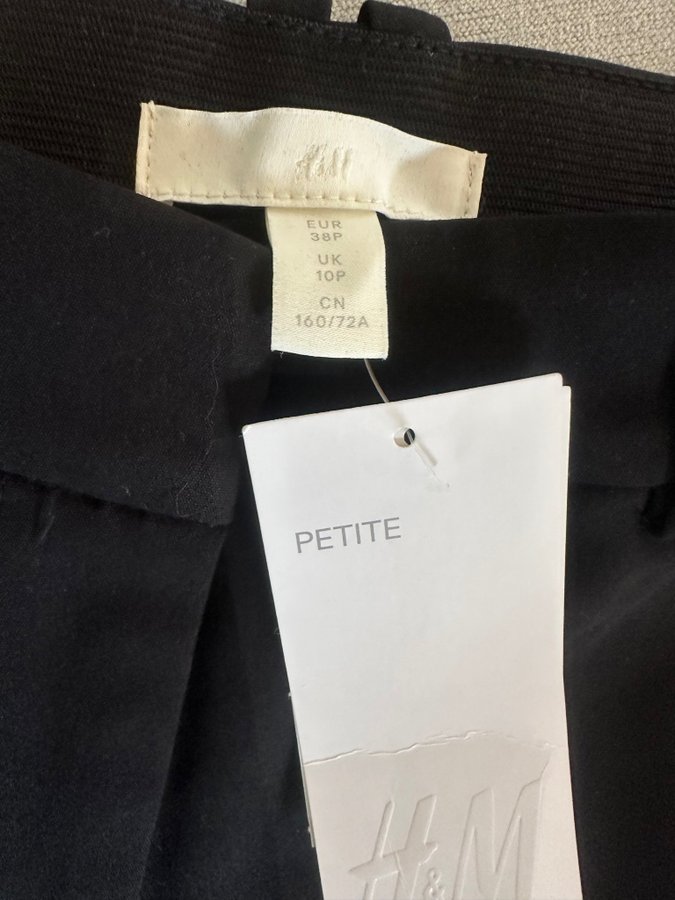 H&M
EUR
38P
UK
10P
CN
160/72A
PETITE
H&M